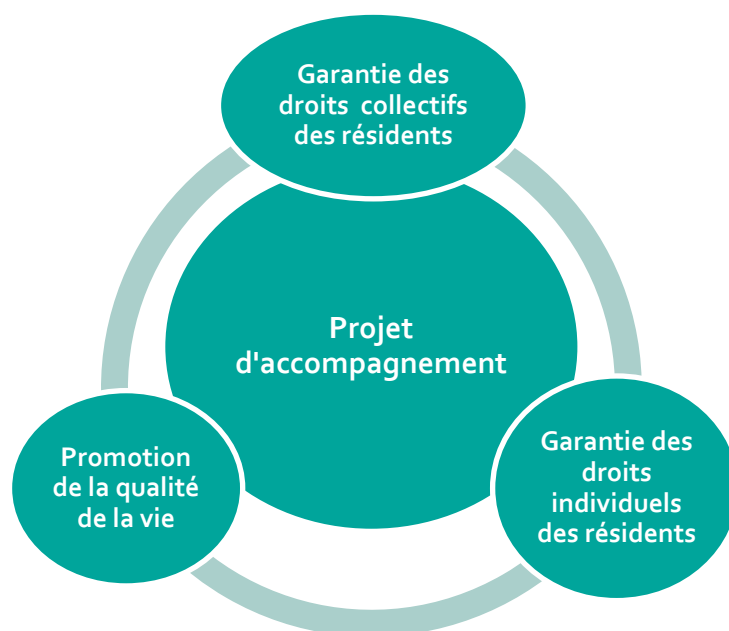 Garantie des
droits collectifs
des résidents
Projet
d'accompagnement
Promotion
de la qualité
de la vie
Garantie des
droits
individuels
des résidents